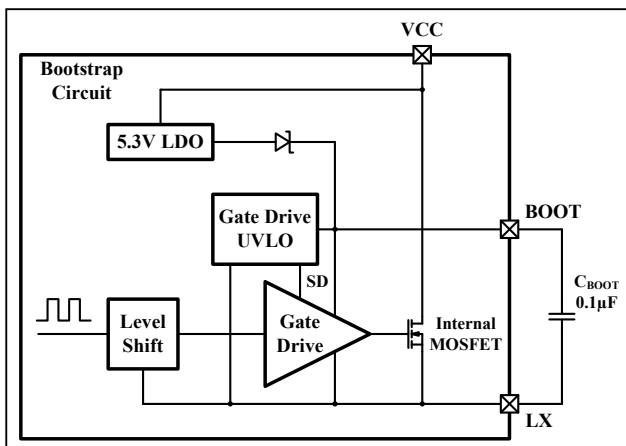 VCC
Bootstrap
Circuit
5.3V LDO
Gate Drive
UVLO
BOOT
SD
C_BOOT
0.1µF
Level
Shift
Gate
Drive
Internal
MOSFET
LX